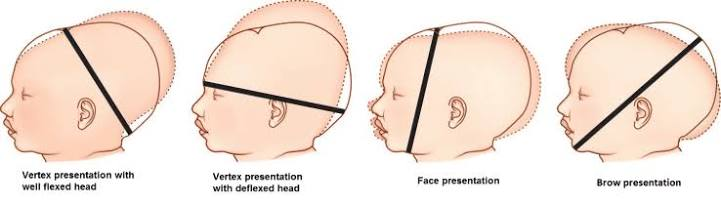 Vertex presentation with
well flexed head
Vertex presentation
with deflexed head
Face presentation
Brow presentation